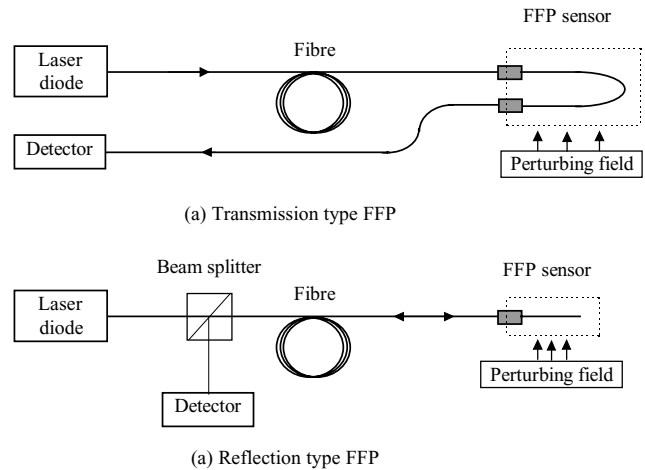 FFP sensor
Fibre
Laser
diode
Detector
Perturbing field
(a) Transmission type FFP
Beam splitter
FFP sensor
Fibre
Laser
diode
Perturbing field
Detector
(a) Reflection type FFP